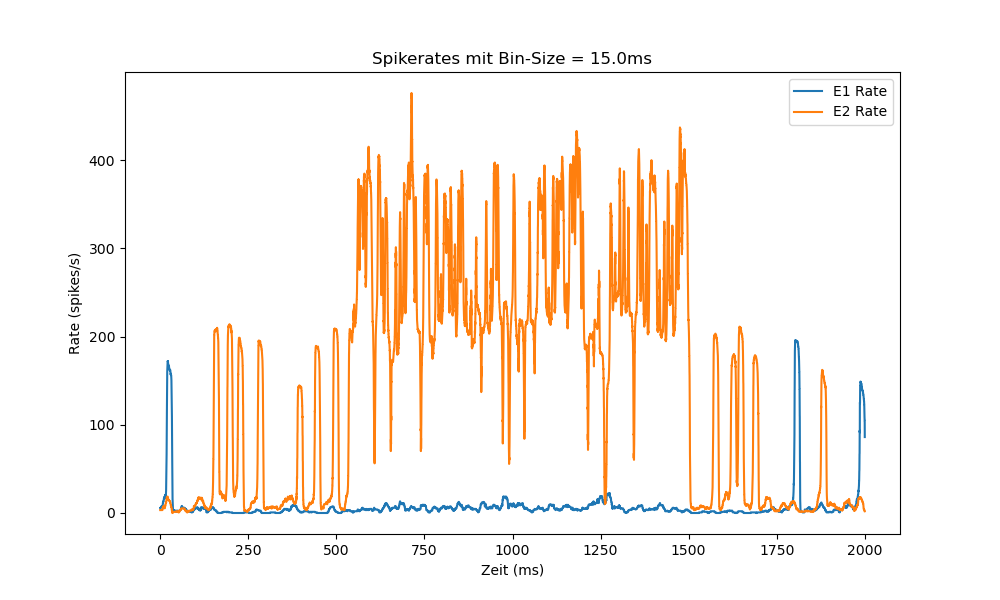 Spikerates mit Bin-Size = 15.0ms
E1 Rate
E2 Rate
Rate (spikes/s)
400
300
200
100
0
0 250 500 750 1000 1250 1500 1750 2000
Zeit (ms)